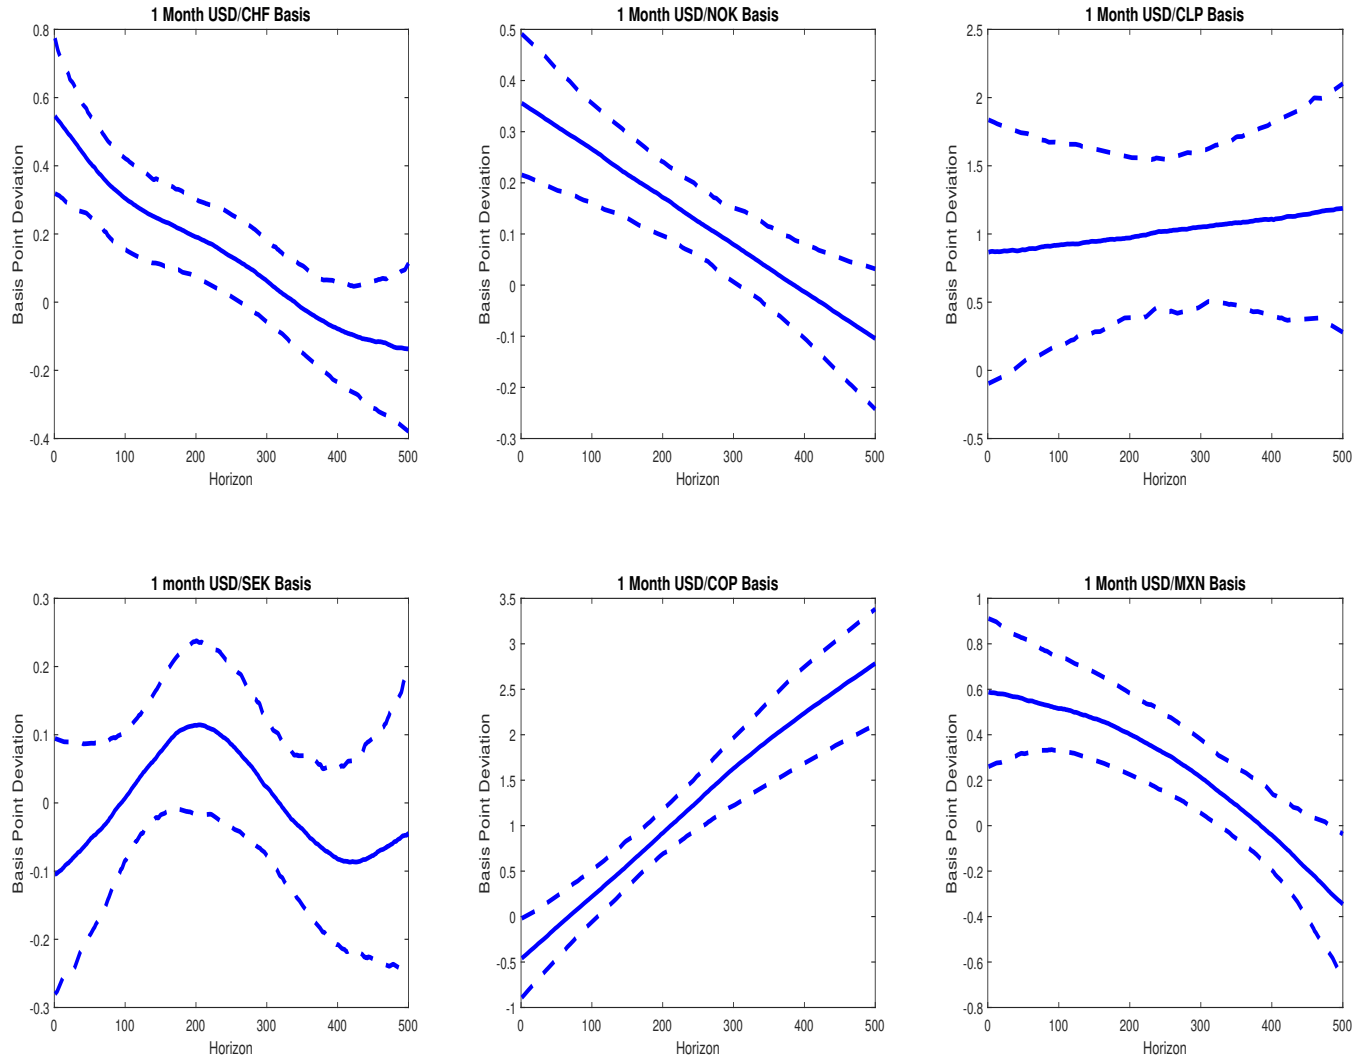 1 Month USD/CHF Basis
0.8
0.6
0.4
0.2
0
-0.2
-0.4
Basis Point Deviation
0 100 200 300 400 500
Horizon
1 Month USD/NOK Basis
0.5
0.4
0.3
0.2
0.1
0
-0.1
-0.2
-0.3
Basis Point Deviation
0 100 200 300 400 500
Horizon
1 Month USD/CLP Basis
2.5
2
1.5
1
0.5
0
-0.5
Basis Point Deviation
0 100 200 300 400 500
Horizon
1 month USD/SEK Basis
0.3
0.2
0.1
0
-0.1
-0.2
-0.3
Basis Point Deviation
0 100 200 300 400 500
Horizon
1 Month USD/COP Basis
3.5
3
2.5
2
1.5
1
0.5
0
-0.5
-1
Basis Point Deviation
0 100 200 300 400 500
Horizon
1 Month USD/MXN Basis
1
0.8
0.6
0.4
0.2
0
-0.2
-0.4
-0.6
-0.8
Basis Point Deviation
0 100 200 300 400 500
Horizon